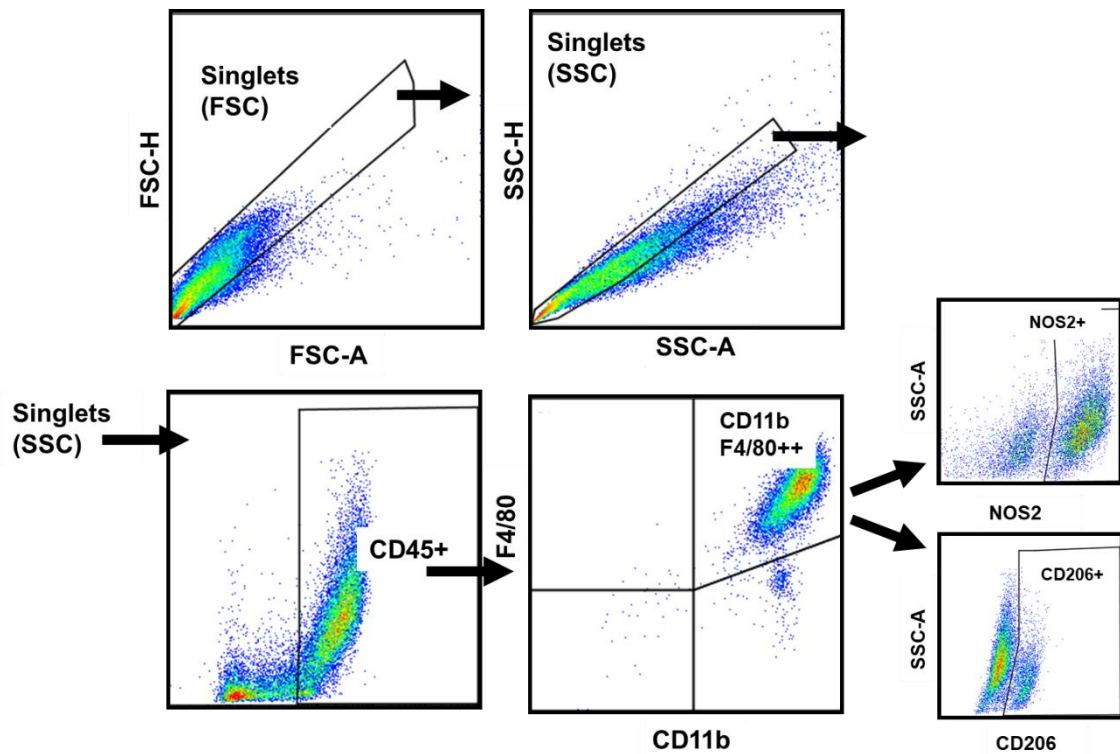 Singlets
(FSC)
FSC-H
FSC-A
Singlets
(SSC)
SSC-H
SSC-A
Singlets
(SSC)
CD45+
F4/80
CD11b
F4/80++
CD11b
NOS2+
SSC-A
NOS2
CD206+
SSC-A
CD206